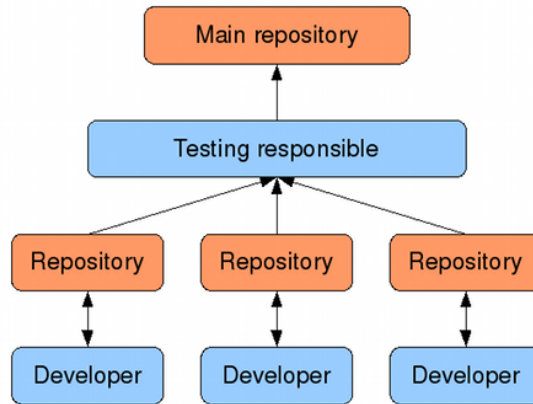 Main repository
Testing responsible
Repository
Repository
Repository
Developer
Developer
Developer